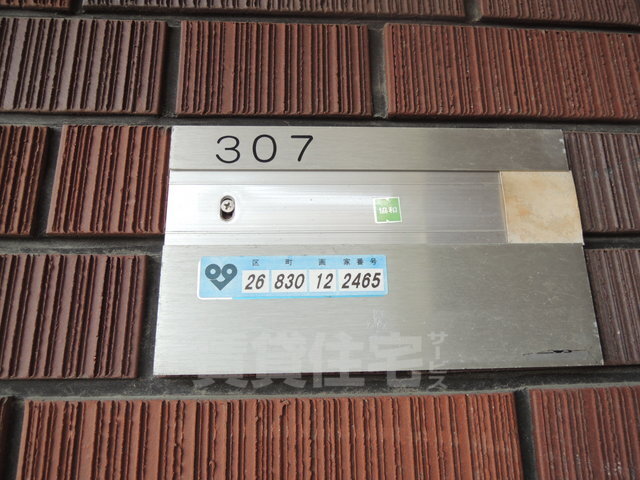 307
協和
区 町 画 家番号
26 830 12 2465
賃貸住宅サービス